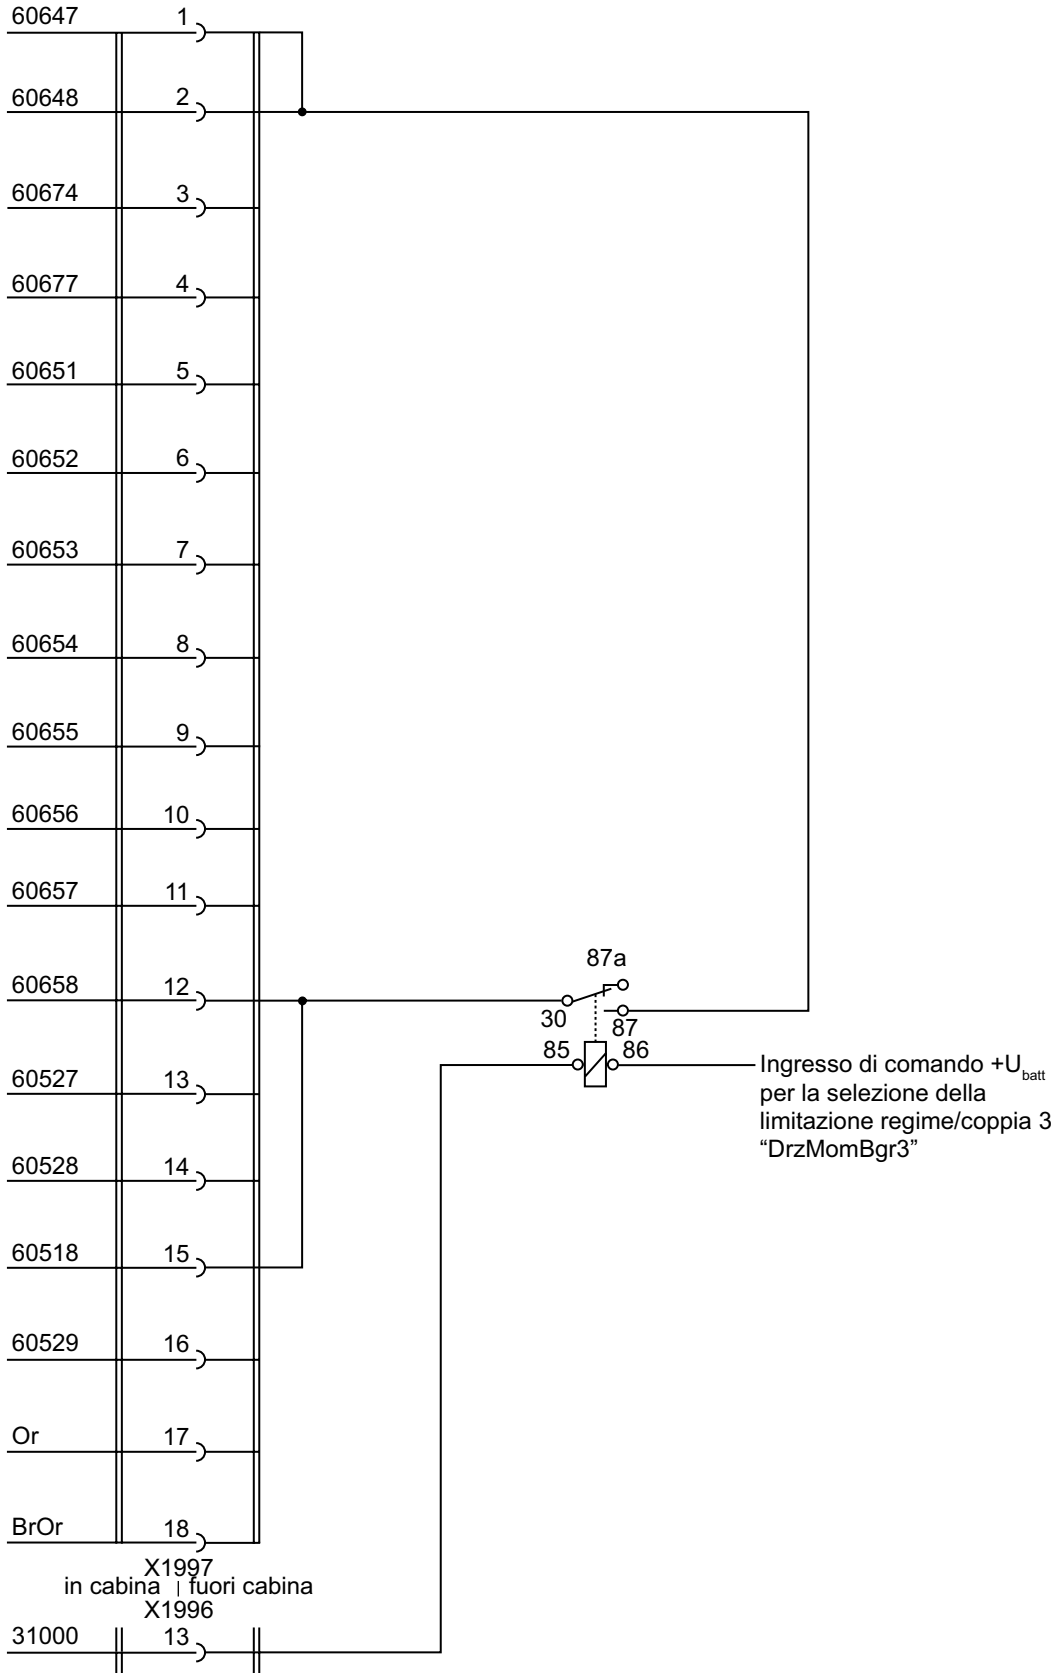 60647 1
60648 2
60674 3
60677 4
60651 5
60652 6
60653 7
60654 8
60655 9
60656 10
60657 11
87a
60658 12
30 87
85 86
Ingresso di comando +Ubatt
per la selezione della
limitazione regime/coppia 3
“DrzMomBgr3”
60527 13
60528 14
60518 15
60529 16
Or 17
BrOr 18
X1997
in cabina | fuori cabina
X1996
31000 13